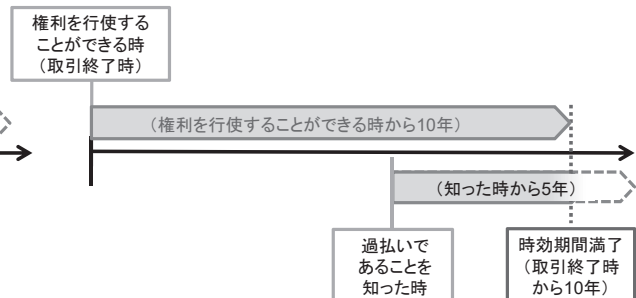 権利を行使する
ことができる時
（取引終了時）
（権利を行使することができる時から10年）
（知った時から5年）
過払いで
あることを
知った時
時効期間満了
（取引終了時
から10年）